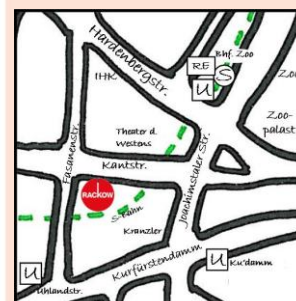 Hardenbergstr.
Bhf. Zoo
RE
S
U
IHK
Zoo-
palast
Theater d.
Westens
Fasanenstr.
Kantstr.
Joachimstaler Str.
RACKOW
S-Bahn
Kranzler
Kurfürstendamm
U
Ku'damm
U
Uhlandstr.